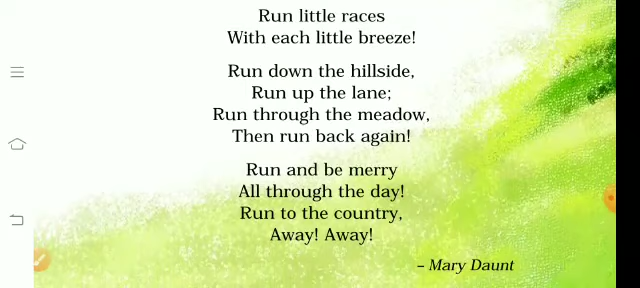 Run little races
With each little breeze!
Run down the hillside,
Run up the lane;
Run through the meadow,
Then run back again!
Run and be merry
All through the day!
Run to the country,
Away! Away!
– Mary Daunt